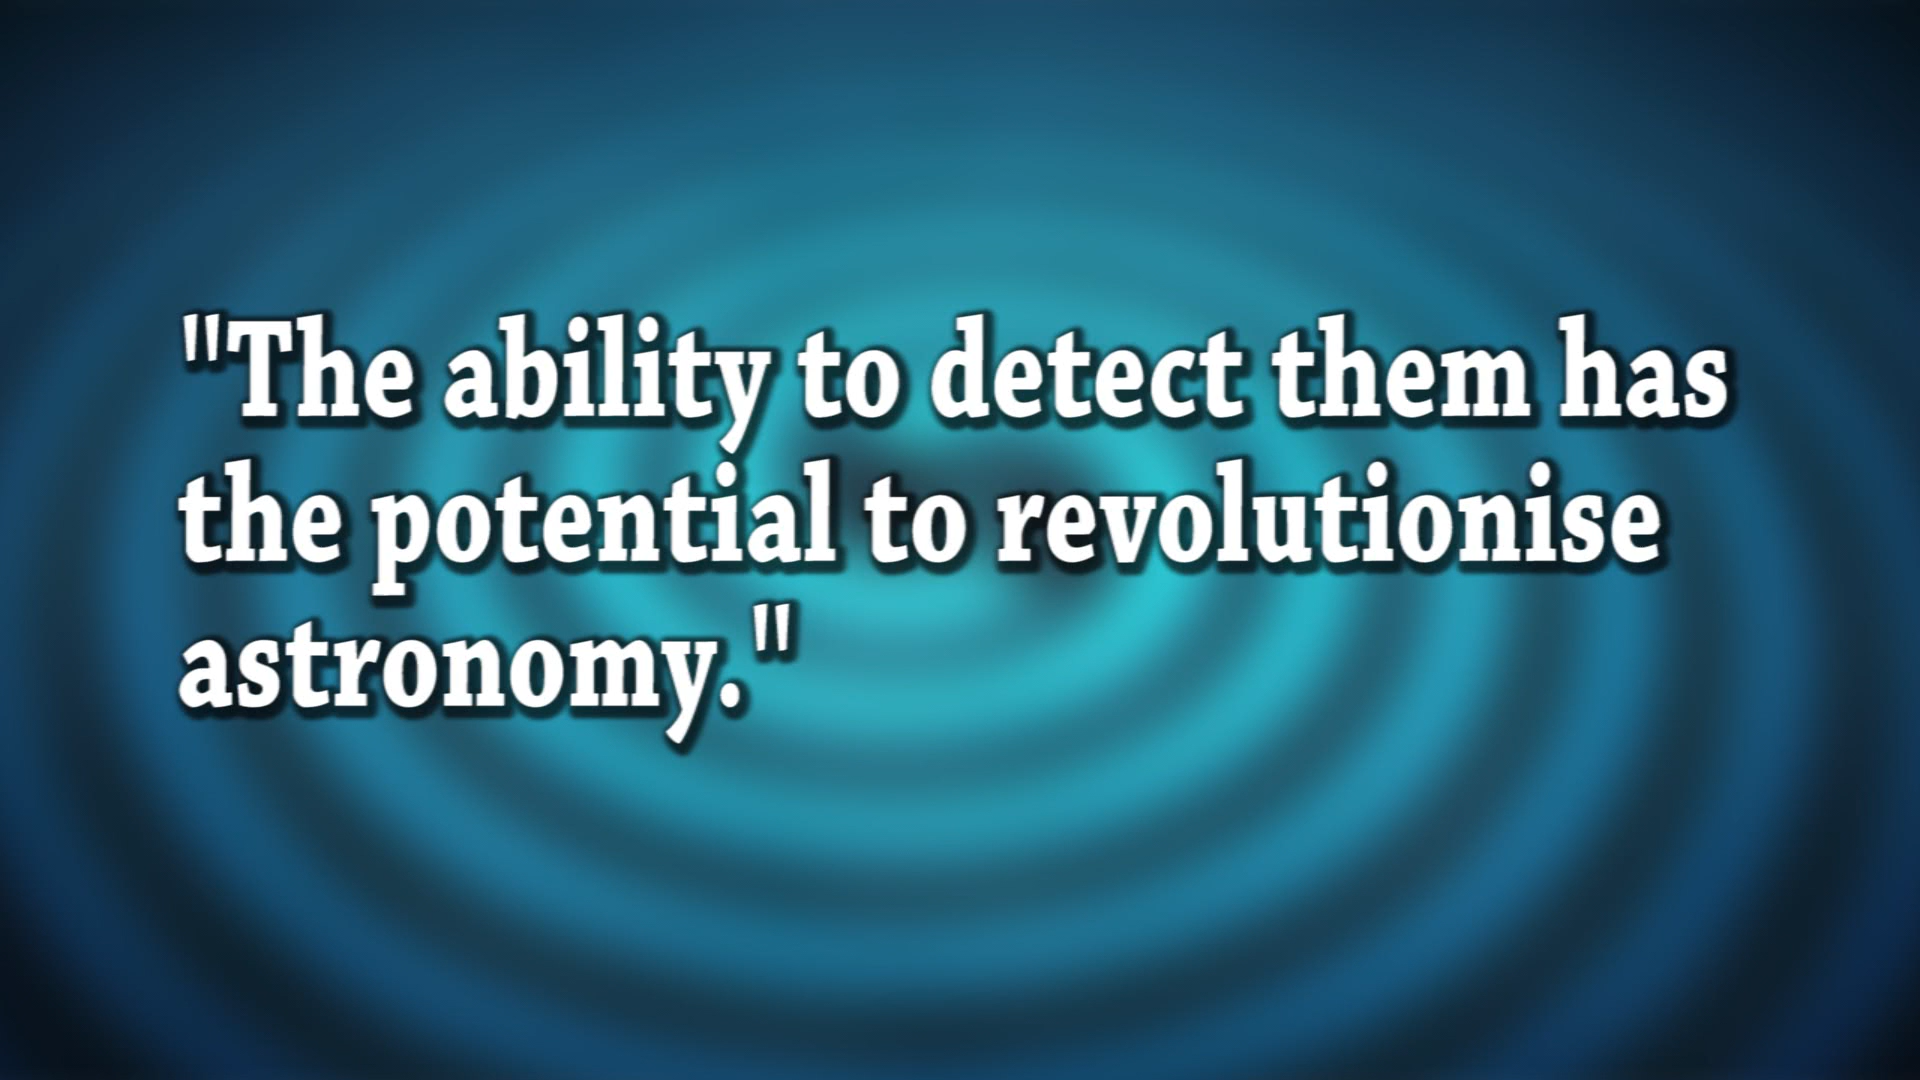 "The ability to detect them has
the potential to revolutionise
astronomy."